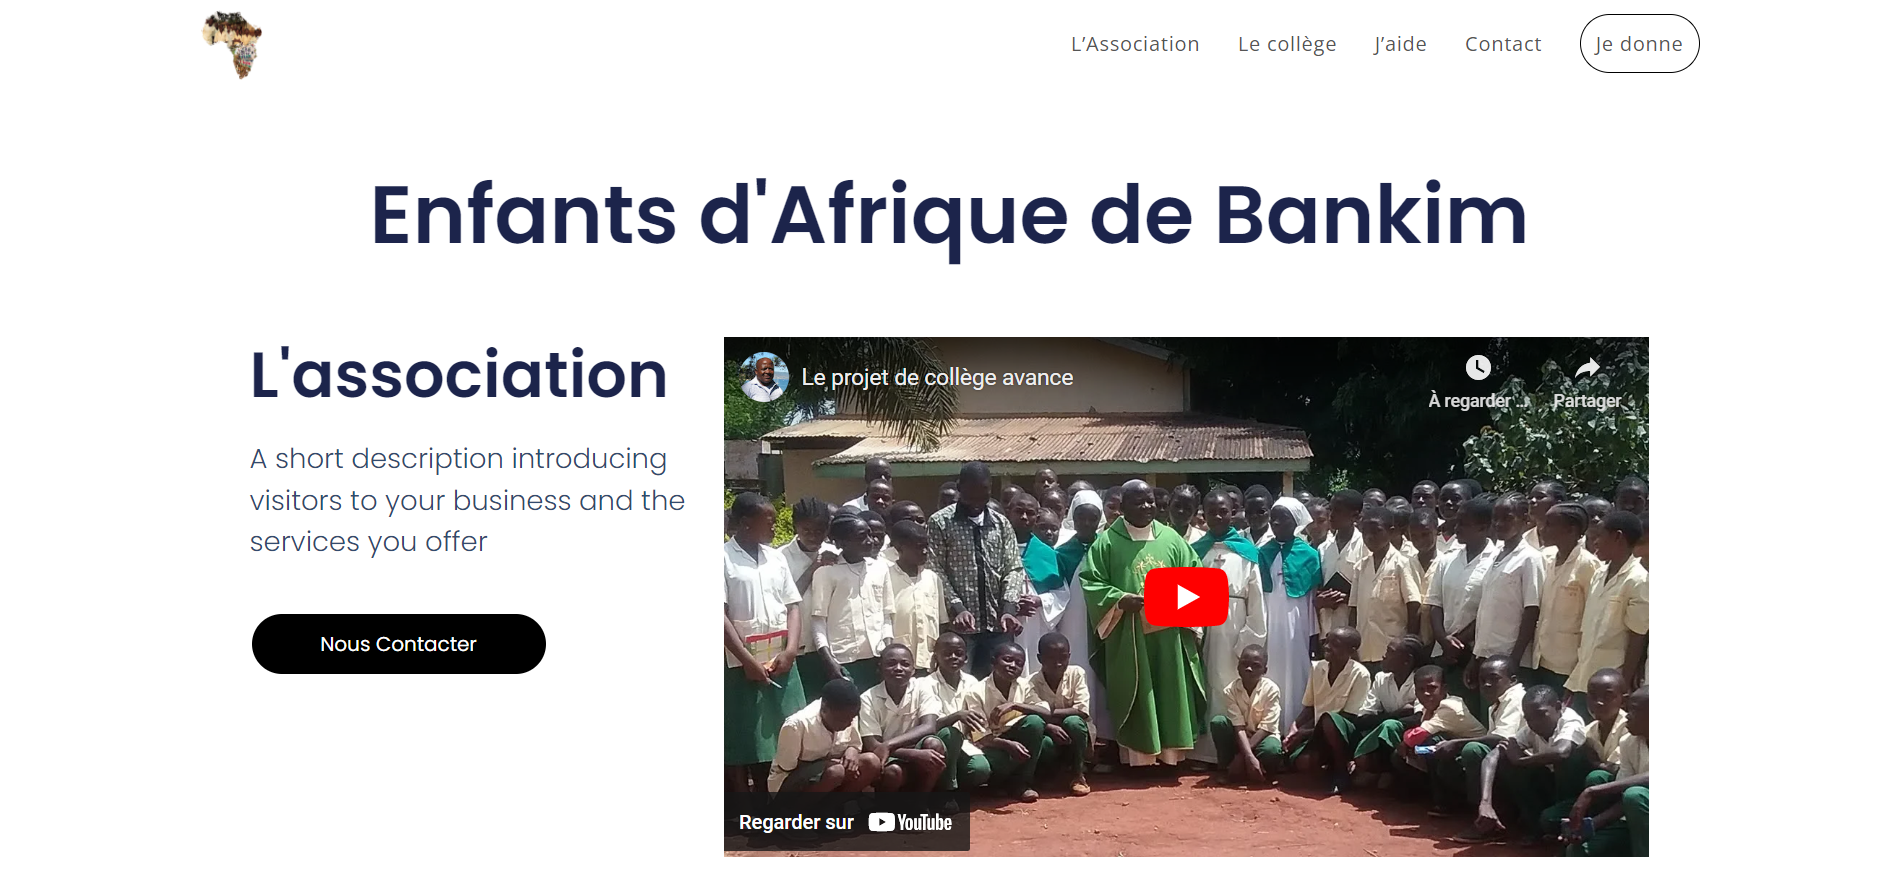 L’Association
Le collège
J’aide
Contact
Je donne
Enfants d'Afrique de Bankim
L'association
A short description introducing
visitors to your business and the
services you offer
Nous Contacter
Le projet de collège avance
À regarder ...
Partager
Regarder sur YouTube